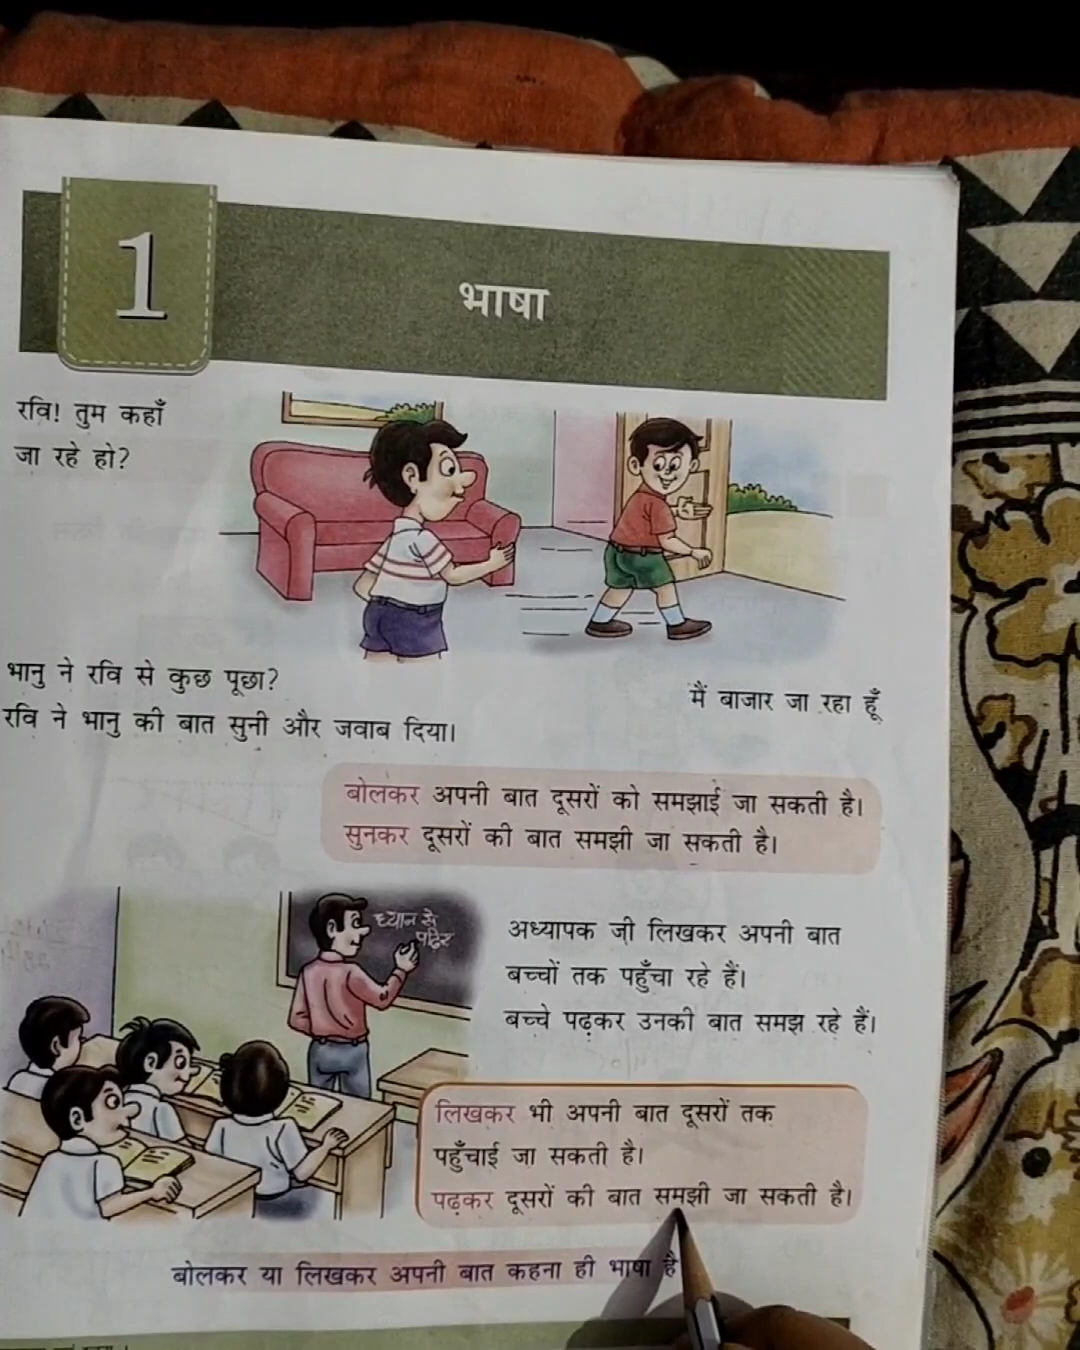 1
भाषा
रवि! तुम कहाँ
जा रहे हो?
भानु ने रवि से कुछ पूछा?
रवि ने भानु की बात सुनी और जवाब दिया।
मैं बाजार जा रहा हूँ
बोलकर अपनी बात दूसरों को समझाई जा सकती है।
सुनकर दूसरों की बात समझी जा सकती है।
ध्यान से
पढ़िए
अध्यापक जी लिखकर अपनी बात
बच्चों तक पहुँचा रहे हैं।
बच्चे पढ़कर उनकी बात समझ रहे हैं।
लिखकर भी अपनी बात दूसरों तक
पहुँचाई जा सकती है।
पढ़कर दूसरों की बात समझी जा सकती है।
बोलकर या लिखकर अपनी बात कहना ही भाषा है